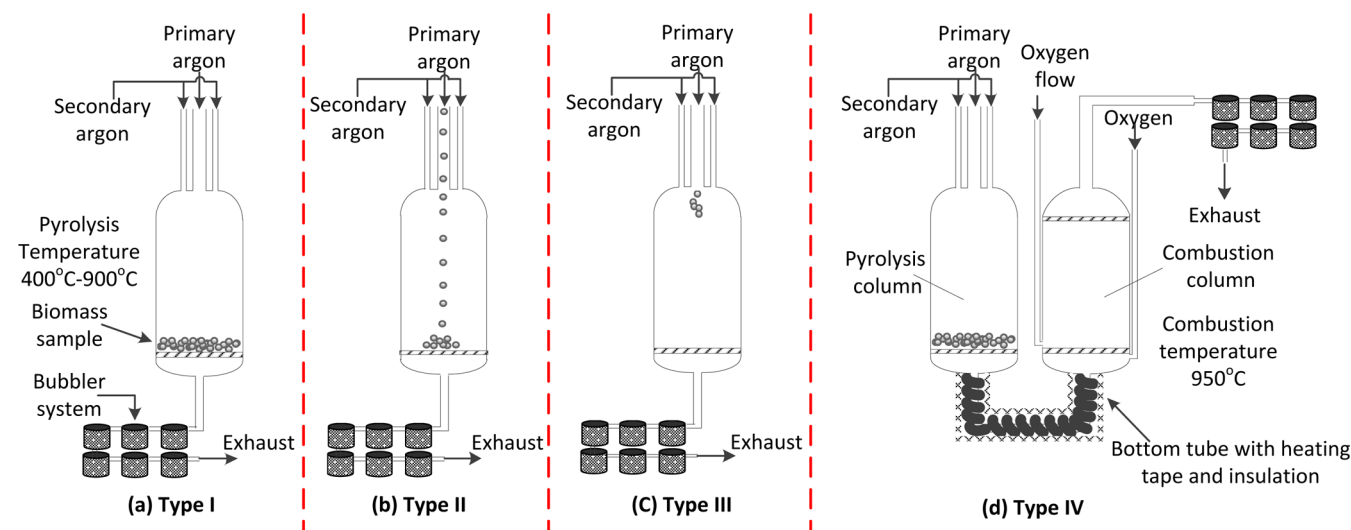 Primary
argon
Secondary
argon
Pyrolysis
Temperature
400°C-900°C
Biomass
sample
Bubbler
system
Exhaust
(a) Type I
Primary
argon
Secondary
argon
Exhaust
(b) Type II
Primary
argon
Secondary
argon
Exhaust
(C) Type III
Primary
argon
Secondary
argon
Oxygen
flow
Oxygen
Exhaust
Pyrolysis
column
Combustion
column
Combustion
temperature
950°C
Bottom tube with heating
tape and insulation
(d) Type IV